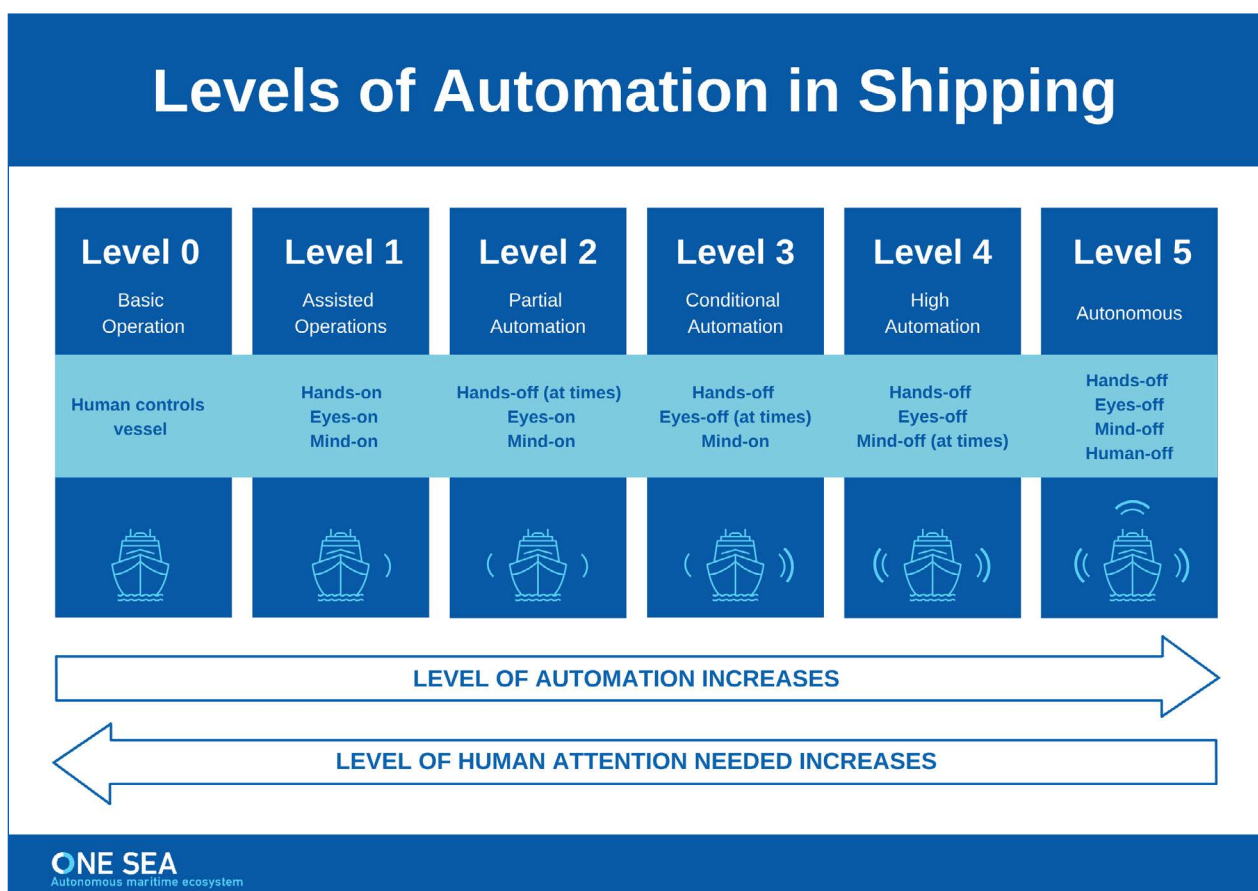 Levels of Automation in Shipping
Level 0
Basic
Operation
Human controls
vessel
Level 1
Assisted
Operations
Hands-on
Eyes-on
Mind-on
Level 2
Partial
Automation
Hands-off (at times)
Eyes-on
Mind-on
Level 3
Conditional
Automation
Hands-off
Eyes-off (at times)
Mind-on
Level 4
High
Automation
Hands-off
Eyes-off
Mind-off (at times)
Level 5
Autonomous
Hands-off
Eyes-off
Mind-off
Human-off
LEVEL OF AUTOMATION INCREASES
LEVEL OF HUMAN ATTENTION NEEDED INCREASES
ONE SEA
Autonomous maritime ecosystem